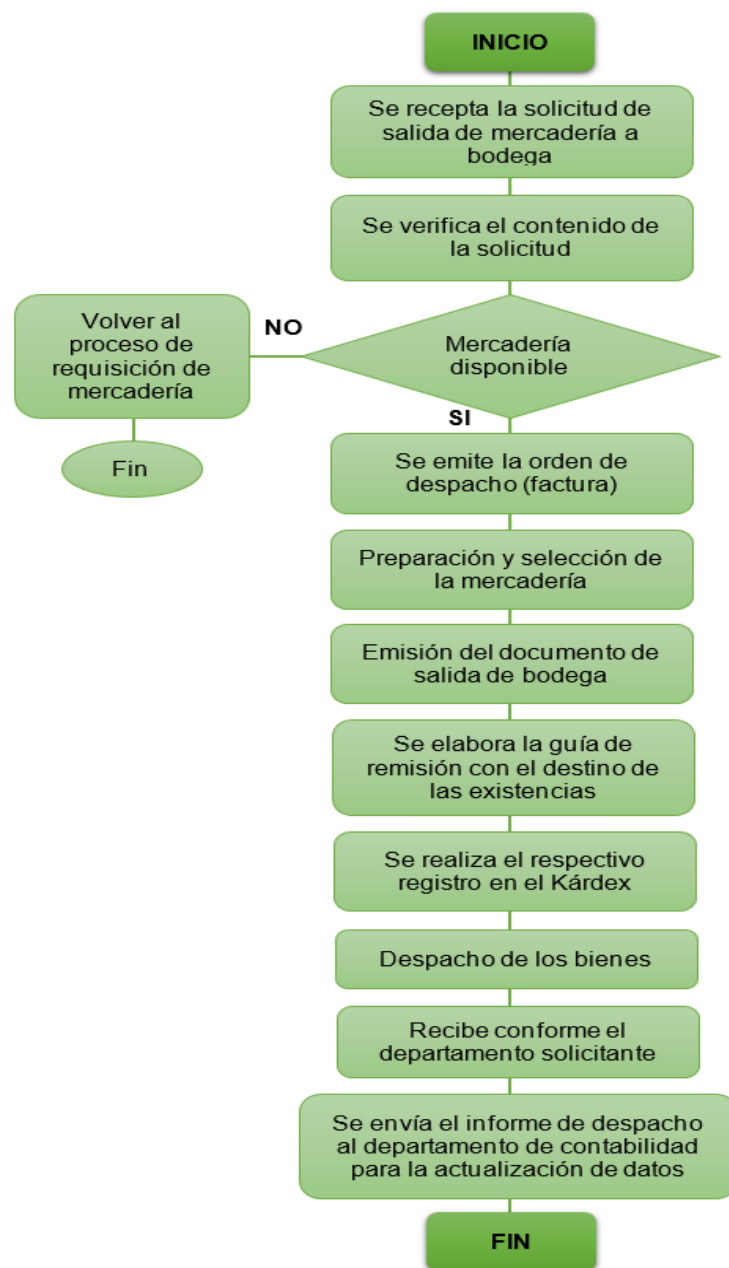 INICIO
Se recepta la solicitud de
salida de mercadería a
bodega
Se verifica el contenido de
la solicitud
Volver al
proceso de
requisición de
mercadería
NO
Mercadería
disponible
Fin
SI
Se emite la orden de
despacho (factura)
Preparación y selección de
la mercadería
Emisión del documento de
salida de bodega
Se elabora la guía de
remisión con el destino de
las existencias
Se realiza el respectivo
registro en el Kárdex
Despacho de los bienes
Recibe conforme el
departamento solicitante
Se envía el informe de despacho
al departamento de contabilidad
para la actualización de datos
FIN